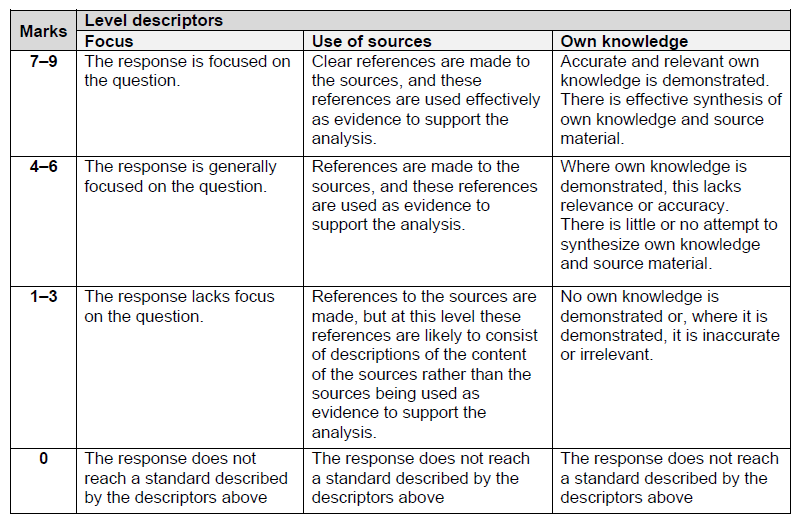 Marks
Level descriptors
Focus
Use of sources
Own knowledge
7–9
The response is focused on
the question.
Clear references are made to
the sources, and these
references are used effectively
as evidence to support the
analysis.
Accurate and relevant own
knowledge is demonstrated.
There is effective synthesis of
own knowledge and source
material.
4–6
The response is generally
focused on the question.
References are made to the
sources, and these references
are used as evidence to
support the analysis.
Where own knowledge is
demonstrated, this lacks
relevance or accuracy.
There is little or no attempt to
synthesize own knowledge
and source material.
1–3
The response lacks focus
on the question.
References to the sources are
made, but at this level these
references are likely to consist
of descriptions of the content
of the sources rather than the
sources being used as
evidence to support the
analysis.
No own knowledge is
demonstrated or, where it is
demonstrated, it is inaccurate
or irrelevant.
0
The response does not
reach a standard described
by the descriptors above
The response does not reach
a standard described by the
descriptors above
The response does not reach
a standard described by the
descriptors above